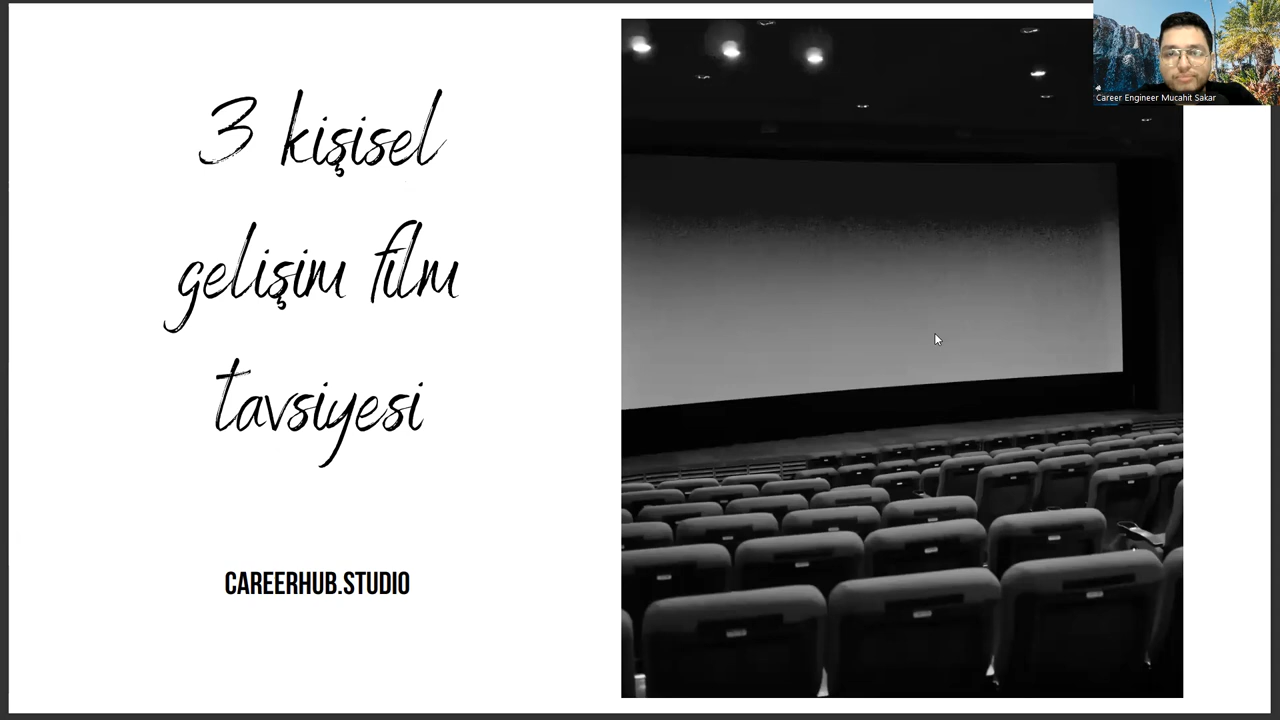 3 kişisel
gelişim film
tavsiyesi
CAREERHUB.STUDIO
Career Engineer Mucahit Sakar